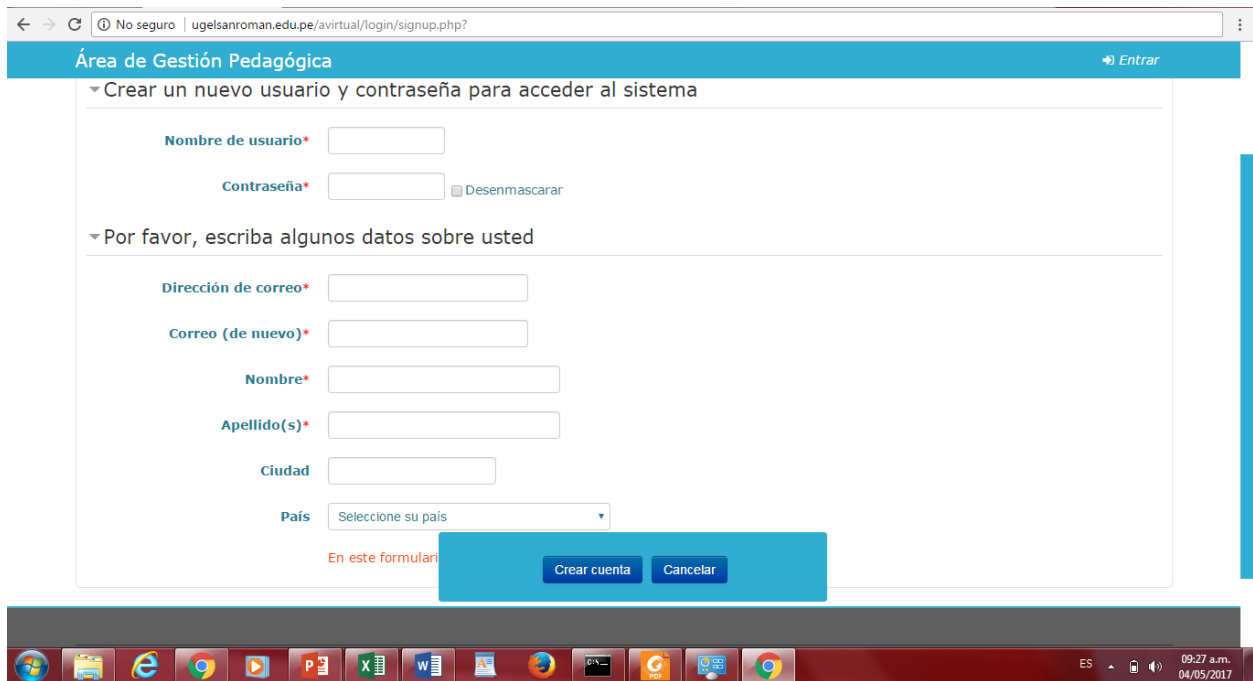 No seguro | ugelsanroman.edu.pe/avirtual/login/signup.php?
Área de Gestión Pedagógica
Entrar
Crear un nuevo usuario y contraseña para acceder al sistema
Nombre de usuario*
Contraseña*
Desenmascarar
Por favor, escriba algunos datos sobre usted
Dirección de correo*
Correo (de nuevo)*
Nombre*
Apellido(s)*
Ciudad
País
Seleccione su país
En este formulari
Crear cuenta
Cancelar
ES
09:27 a.m.
04/05/2017